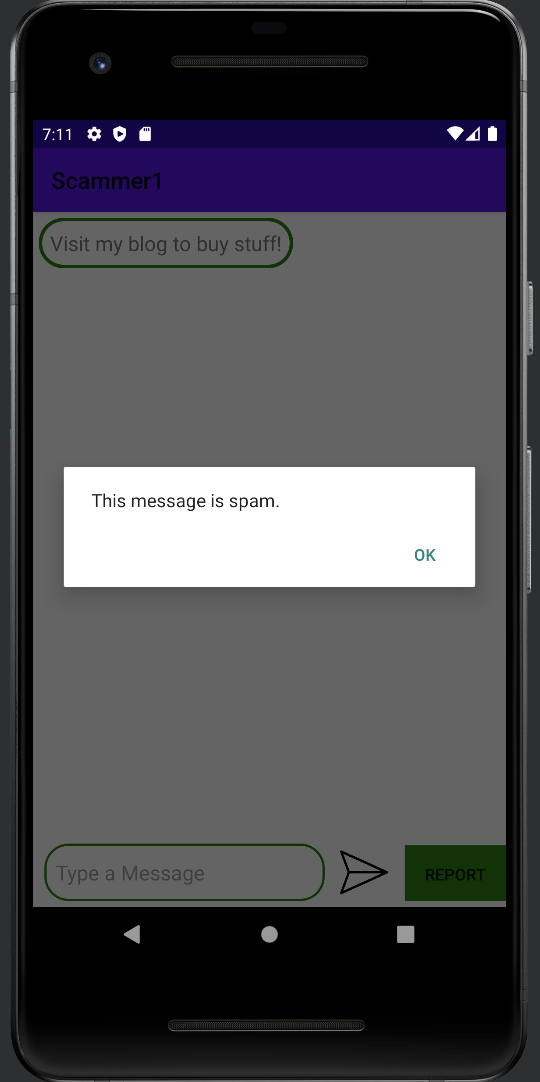 7:11
Scammer1
Visit my blog to buy stuff!
This message is spam.
OK
Type a Message
REPORT